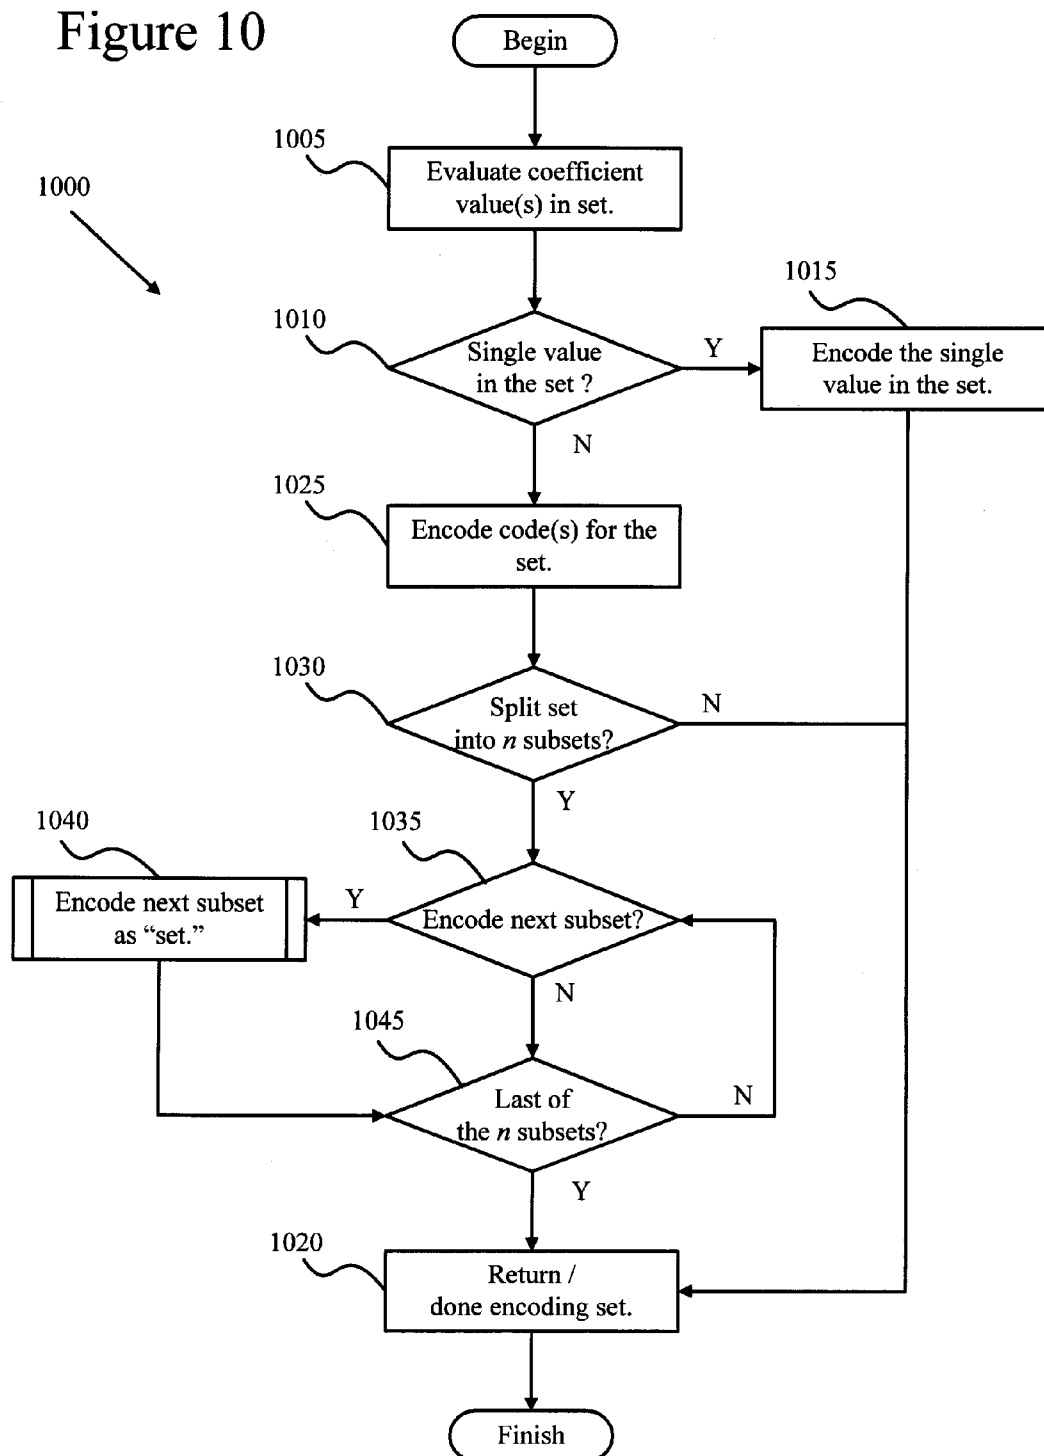 Figure 10
Begin
1005
Evaluate coefficient
value(s) in set.
1000
1015
1010
Single value
in the set ?
Y
Encode the single
value in the set.
N
1025
Encode code(s) for the
set.
1030
Split set
into n subsets?
N
Y
1040
1035
Encode next subset
as “set.”
Y
Encode next subset?
N
1045
Last of
the n subsets?
N
Y
1020
Return /
done encoding set.
Finish